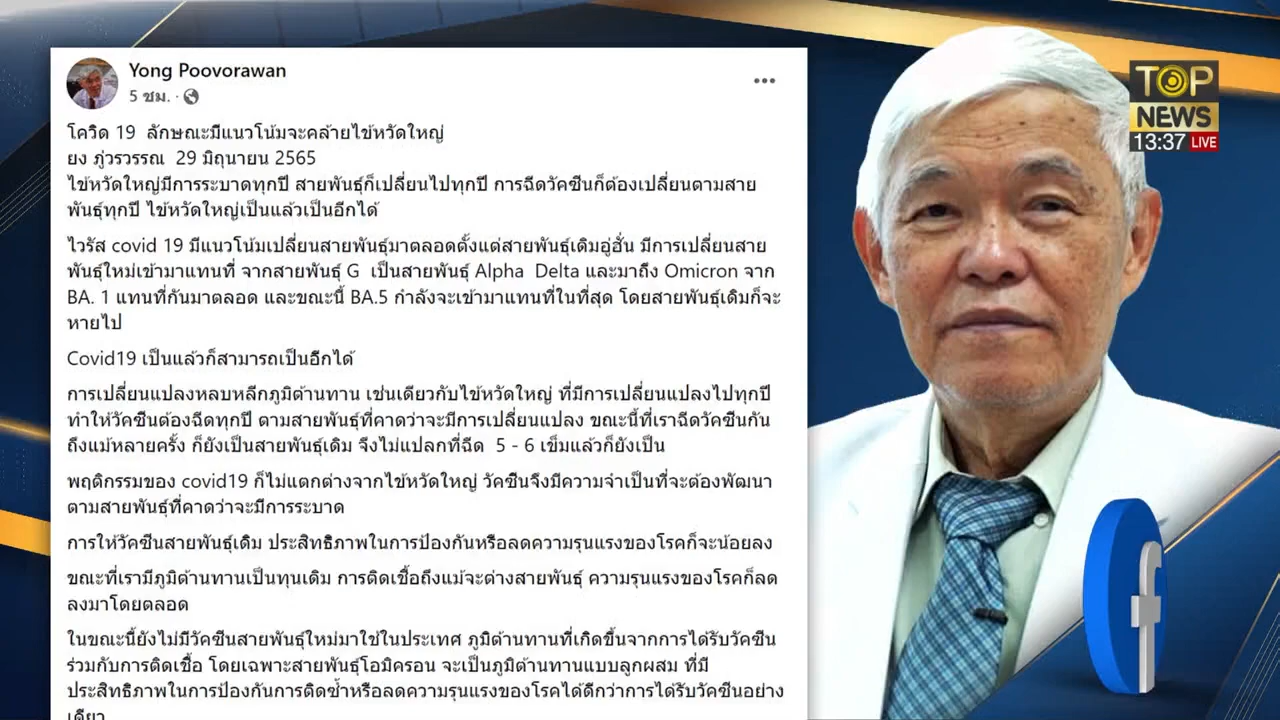 Yong Poovorawan
5 ชม.
โควิด 19 ลักษณะมีแนวโน้มจะคล้ายไข้หวัดใหญ่
ยง ภู่วรวรรณ 29 มิถุนายน 2565
ไข้หวัดใหญ่มีการระบาดทุกปี สายพันธุ์ก็เปลี่ยนไปทุกปี การฉีดวัคซีนก็ต้องเปลี่ยนตามสาย
พันธุ์ทุกปี ไข้หวัดใหญ่เป็นแล้วเป็นอีกได้
ไวรัส covid 19 มีแนวโน้มเปลี่ยนสายพันธุ์มาตลอดตั้งแต่สายพันธุ์เดิมอู่ฮั่น มีการเปลี่ยนสาย
พันธุ์ใหม่เข้ามาแทนที่ จากสายพันธุ์ G เป็นสายพันธุ์ Alpha Delta และมาถึง Omicron จาก
BA. 1 แทนที่กันมาตลอด และขณะนี้ BA.5 กำลังจะเข้ามาแทนที่ในที่สุด โดยสายพันธุ์เดิมก็จะ
หายไป
Covid19 เป็นแล้วก็สามารถเป็นอีกได้
การเปลี่ยนแปลงหลบหลีกภูมิต้านทาน เช่นเดียวกับไข้หวัดใหญ่ ที่มีการเปลี่ยนแปลงไปทุกปี
ทำให้วัคซีนต้องฉีดทุกปี ตามสายพันธุ์ที่คาดว่าจะมีการเปลี่ยนแปลง ขณะนี้ที่เราฉีดวัคซีนกัน
ถึงแม้หลายครั้ง ก็ยังเป็นสายพันธุ์เดิม จึงไม่แปลกที่ฉีด 5 - 6 เข็มแล้วก็ยังเป็น
พฤติกรรมของ covid19 ก็ไม่แตกต่างจากไข้หวัดใหญ่ วัคซีนจึงมีความจำเป็นที่จะต้องพัฒนา
ตามสายพันธุ์ที่คาดว่าจะมีการระบาด
การให้วัคซีนสายพันธุ์เดิม ประสิทธิภาพในการป้องกันหรือลดความรุนแรงของโรคก็จะน้อยลง
ขณะที่เรามีภูมิต้านทานเป็นทุนเดิม การติดเชื้อถึงแม้จะต่างสายพันธุ์ ความรุนแรงของโรคก็ลด
ลงมาโดยตลอด
ในขณะนี้ยังไม่มีวัคซีนสายพันธุ์ใหม่มาใช้ในประเทศ ภูมิต้านทานที่เกิดขึ้นจากการได้รับวัคซีน
ร่วมกับการติดเชื้อ โดยเฉพาะสายพันธุ์โอมิครอน จะเป็นภูมิต้านทานแบบลูกผสม ที่มี
ประสิทธิภาพในการป้องกันการติดซ้ำหรือลดความรุนแรงของโรคได้ดีกว่าการได้รับวัคซีนอย่าง
เดียว
TOP
NEWS
13:37 LIVE